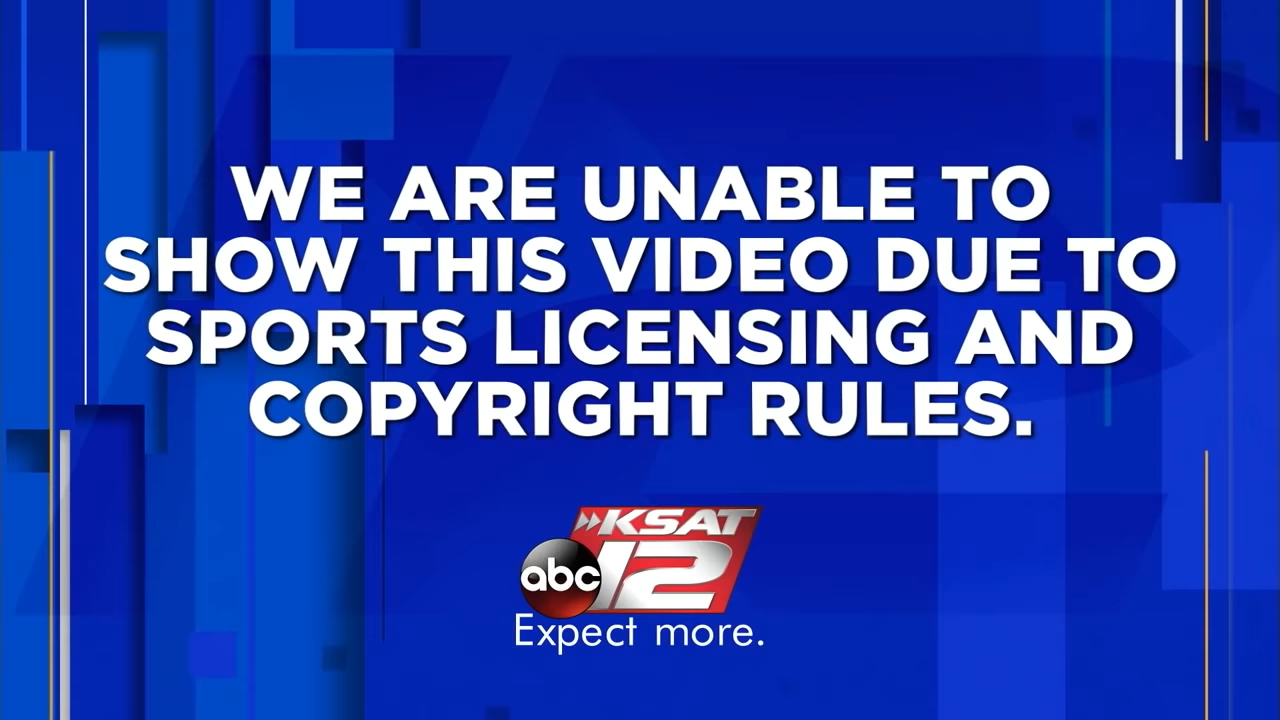 WE ARE UNABLE TO
SHOW THIS VIDEO DUE TO
SPORTS LICENSING AND
COPYRIGHT RULES.
KSAT
abc 12
Expect more.